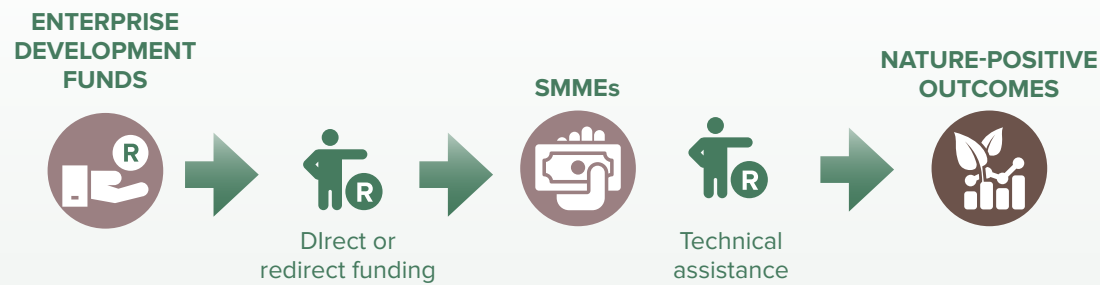 ENTERPRISE
DEVELOPMENT
FUNDS
R
R
DIrect or
redirect funding
SMMEs
R
Technical
assistance
NATURE-POSITIVE
OUTCOMES